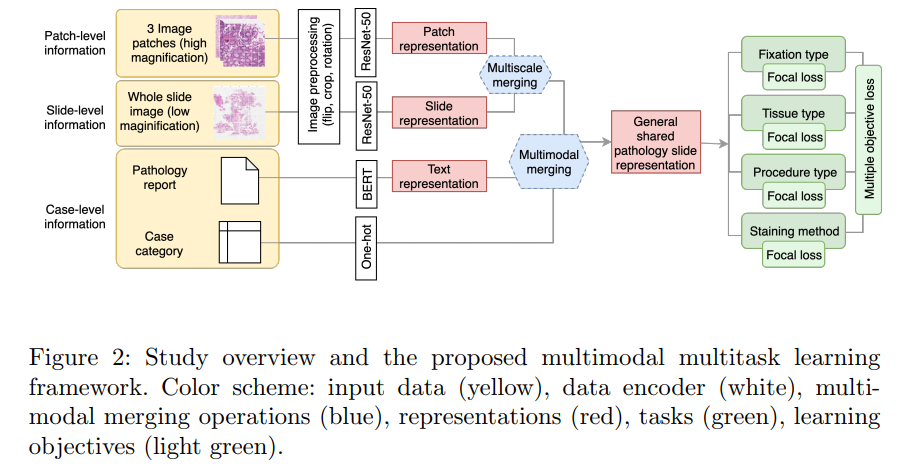 Patch-level
information
3 Image
patches (high
magnification)
Slide-level
information
Whole slide
image (low
maginification)
Case-level
information
Pathology
report
Case
category
Image preprocessing
(flip, crop, rotation)
ResNet-50
ResNet-50
BERT
One-hot
Patch
representation
Slide
representation
Text
representation
Multiscale
merging
Multimodal
merging
General
shared
pathology slide
representation
Fixation type
Focal loss
Tissue type
Focal loss
Procedure type
Focal loss
Staining method
Focal loss
Multiple objective loss
Figure 2: Study overview and the proposed multimodal multitask learning
framework. Color scheme: input data (yellow), data encoder (white), multi-
modal merging operations (blue), representations (red), tasks (green), learning
objectives (light green).